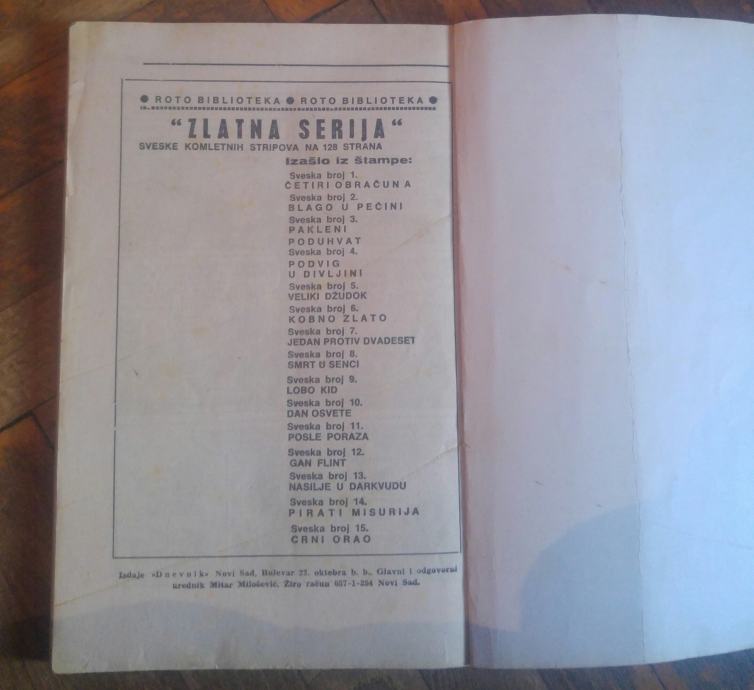 ● ROTO BIBLIOTEKA ● ROTO BIBLIOTEKA ●
“ZLATNA SERIJA“
SVESKE KOMLETNIH STRIPOVA NA 128 STRANA
Izašlo iz štampe:
Sveska broj 1.
ČETIRI OBRAČUNA
Sveska broj 2.
BLAGO U PEĆINI
Sveska broj 3.
PAKLENI
PODUHVAT
Sveska broj 4.
PODVIG
U DIVLJINI
Sveska broj 5.
VELIKI DŽUDOK
Sveska broj 6.
KOBNO ZLATO
Sveska broj 7.
JEDAN PROTIV DVADESET
Sveska broj 8.
SMRT U SENCI
Sveska broj 9.
LOBO KID
Sveska broj 10.
DAN OSVETE
Sveska broj 11.
POSLE PORAZA
Sveska broj 12.
GAN FLINT
Sveska broj 13.
NASILJE U DARKVUDU
Sveska broj 14.
PIRATI MISURIJA
Sveska broj 15.
CRNI ORAO
Izdaje »Dnevnik« Novi Sad, Bulevar 23. oktobra b. b., Glavni i odgovorni
urednik Mitar Milošević. Žiro račun 657-1-254 Novi Sad.